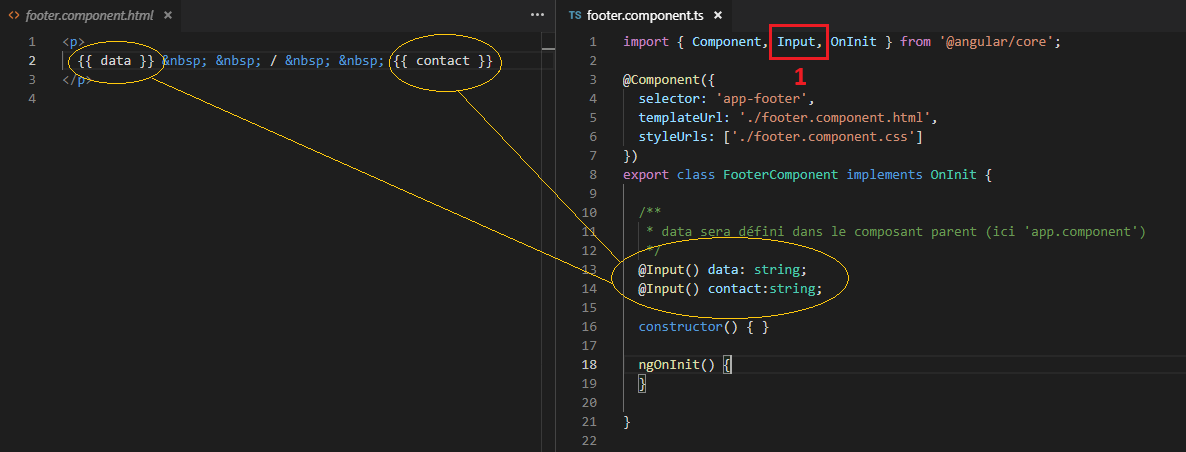 footer.component.html
1 <p>
2 {{ data }} &nbsp; &nbsp; / &nbsp; &nbsp; {{ contact }}
3 </p>
4
TS footer.component.ts
1 import { Component, Input, OnInit } from '@angular/core';
1
2
3 @Component({
4 selector: 'app-footer',
5 templateUrl: './footer.component.html',
6 styleUrls: ['./footer.component.css']
7 })
8 export class FooterComponent implements OnInit {
9
10 /**
11 * data sera défini dans le composant parent (ici 'app.component')
12 */
13 @Input() data: string;
14 @Input() contact:string;
15
16 constructor() { }
17
18 ngOnInit() {
19 }
20
21 }
22